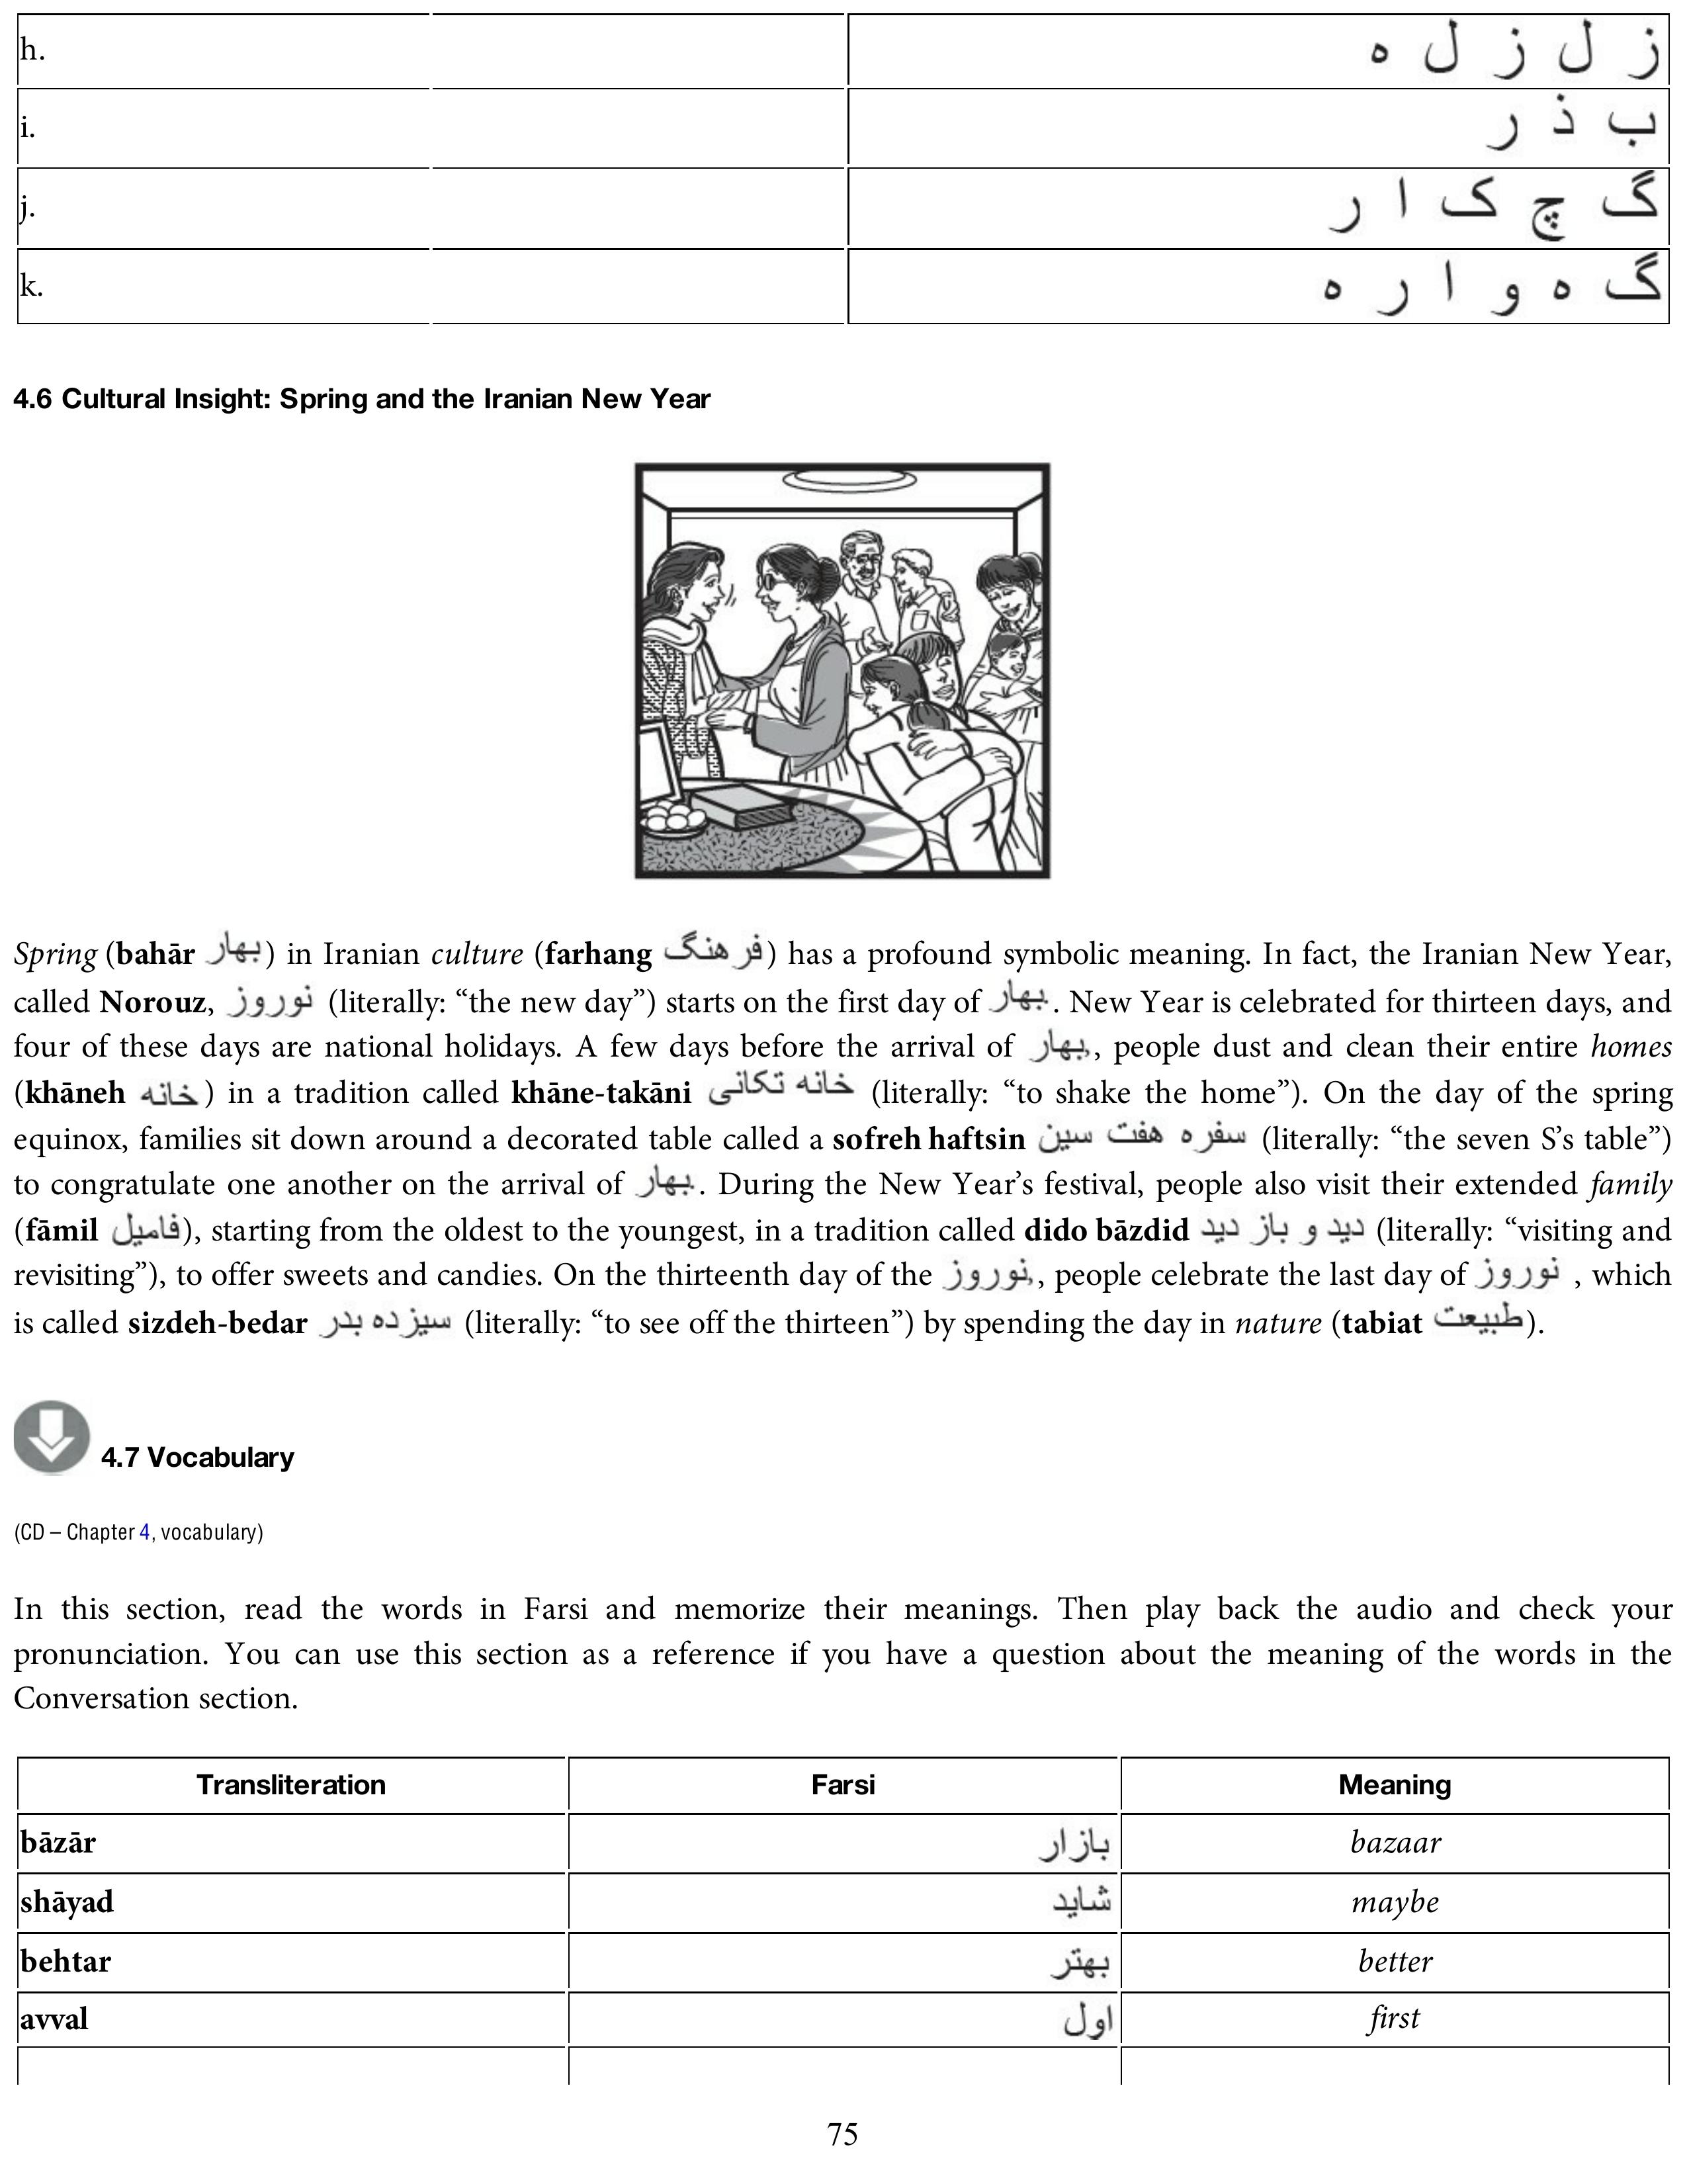 h. ز ل ز ل ه
i. ب ذ ر
j. گ چ ک ا ر
k. گ ه و ا ر ه
4.6 Cultural Insight: Spring and the Iranian New Year
Spring (bahār بهار) in Iranian culture (farhang فرهنگ) has a profound symbolic meaning. In fact, the Iranian New Year,
called Norouz, نوروز (literally: “the new day”) starts on the first day of بهار. New Year is celebrated for thirteen days, and
four of these days are national holidays. A few days before the arrival of بهار, people dust and clean their entire homes
(khāneh خانه) in a tradition called khāne-takāni خانه تکانی (literally: “to shake the home”). On the day of the spring
equinox, families sit down around a decorated table called a sofreh haftsin سفره هفت سین (literally: “the seven S’s table”)
to congratulate one another on the arrival of بهار. During the New Year’s festival, people also visit their extended family
(fāmil فامیل), starting from the oldest to the youngest, in a tradition called dido bāzdid دید و باز دید (literally: “visiting and
revisiting”), to offer sweets and candies. On the thirteenth day of the نوروز, people celebrate the last day of نوروز , which
is called sizdeh-bedar سیزده بدر (literally: “to see off the thirteen”) by spending the day in nature (tabiat طبیعت).
4.7 Vocabulary
(CD – Chapter 4, vocabulary)
In this section, read the words in Farsi and memorize their meanings. Then play back the audio and check your
pronunciation. You can use this section as a reference if you have a question about the meaning of the words in the
Conversation section.
Transliteration Farsi Meaning
bāzār بازار bazaar
shāyad شاید maybe
behtar بهتر better
avval اول first
75